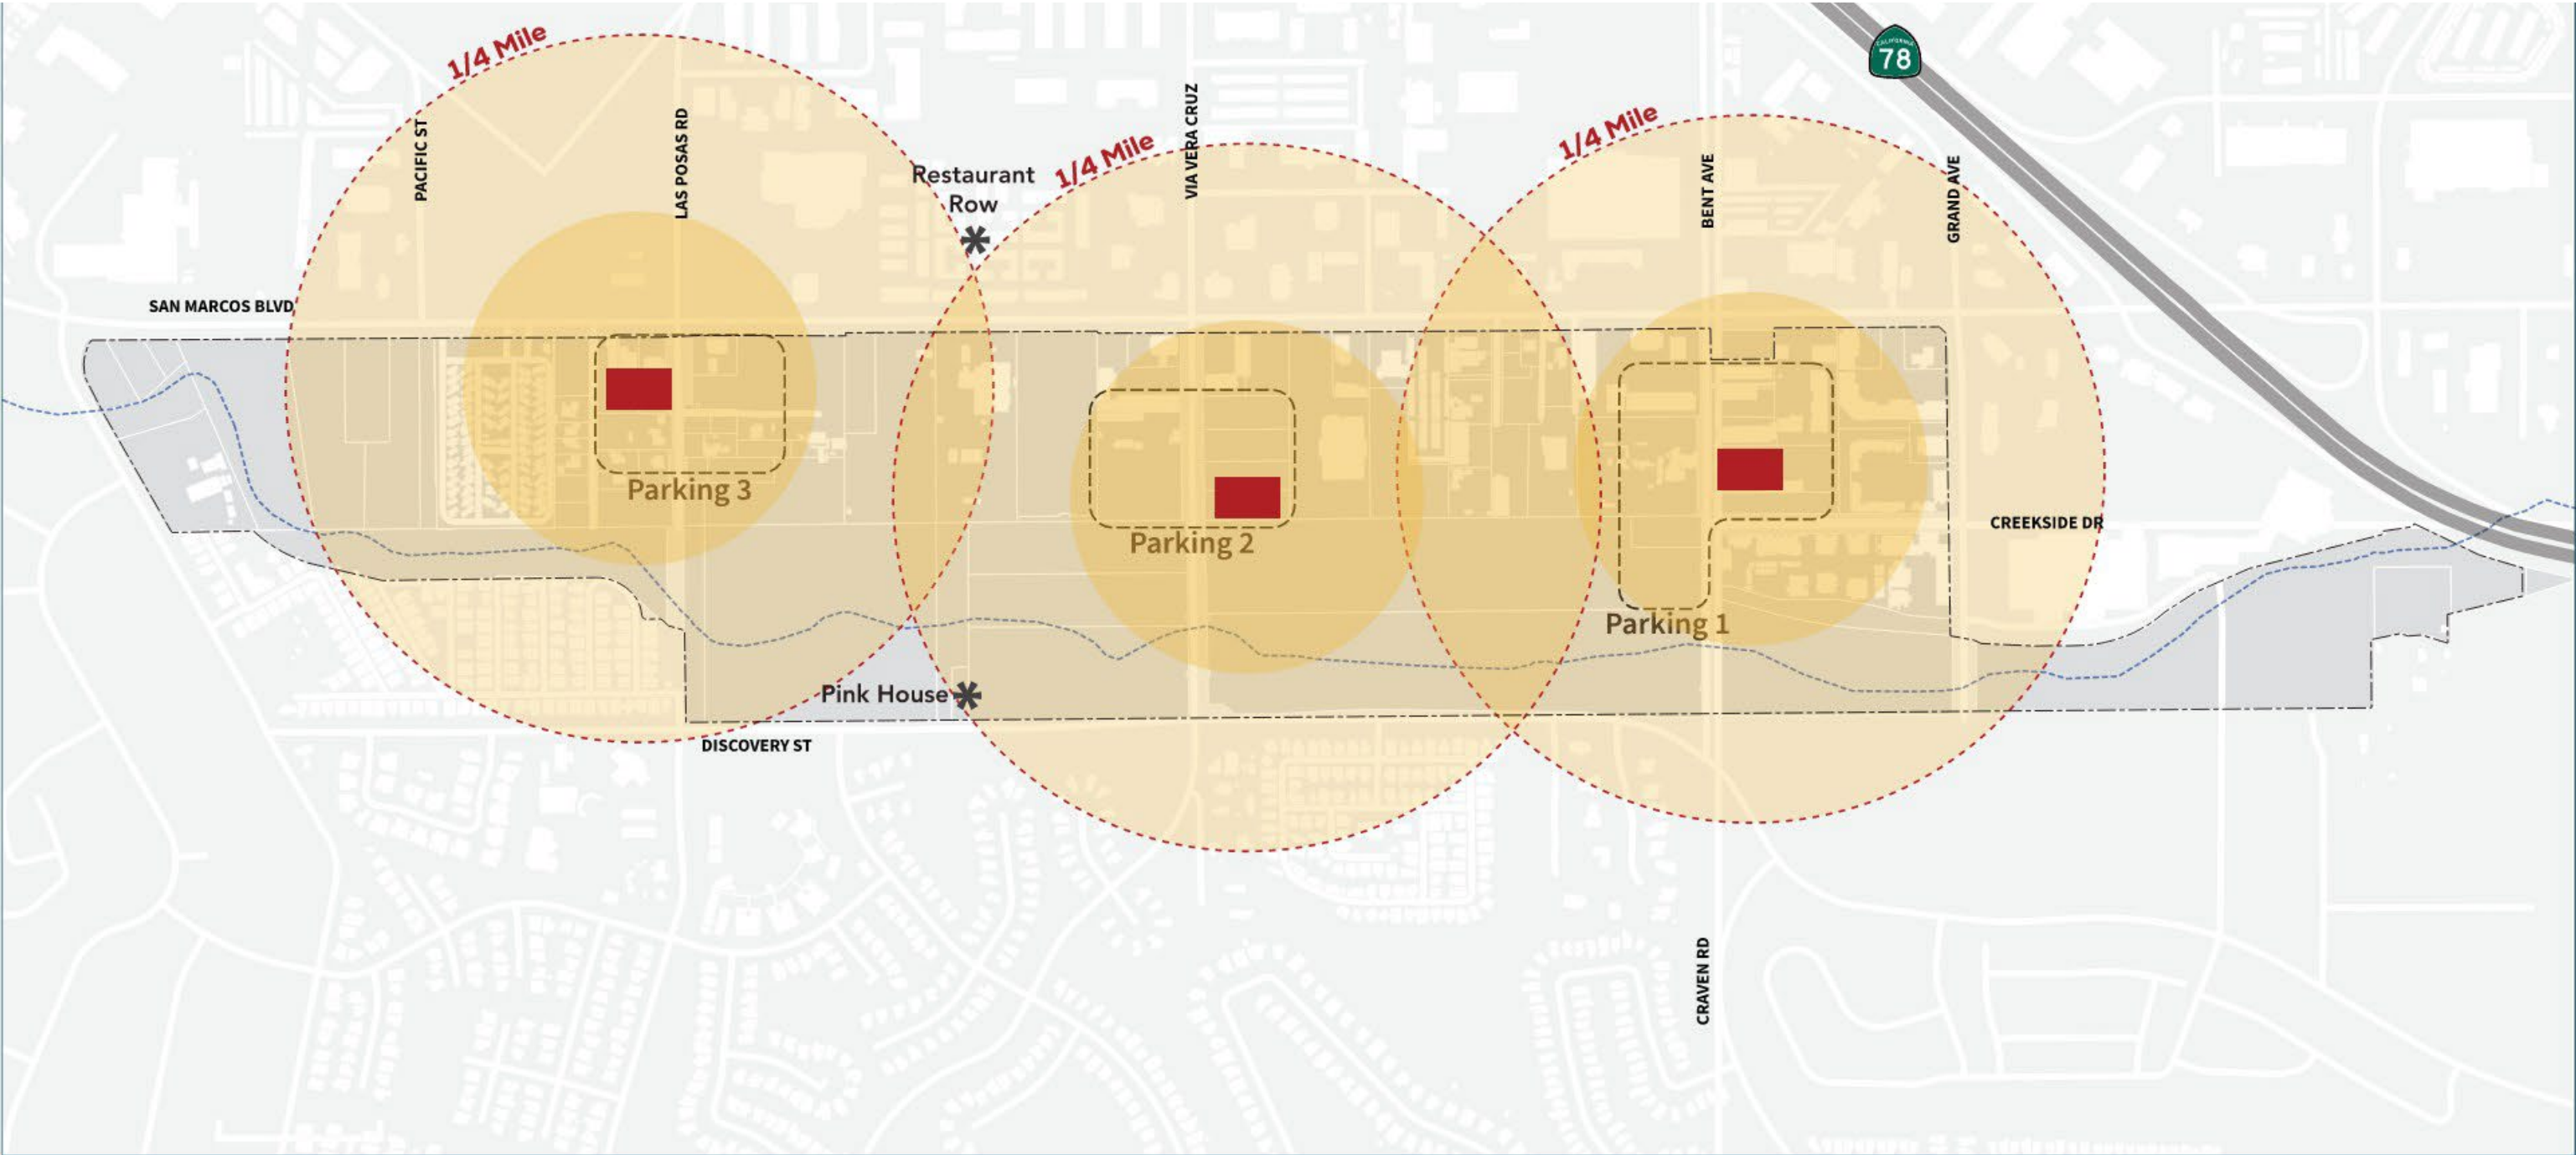 1/4 Mile
CALIFORNIA
78
PACIFIC ST
LAS POSAS RD
VIA VERA CRUZ
1/4 Mile
1/4 Mile
BENT AVE
GRAND AVE
Restaurant
Row
SAN MARCOS BLVD
Parking 3
Parking 2
CREEKSIDE DR
Parking 1
Pink House
DISCOVERY ST
CRAVEN RD